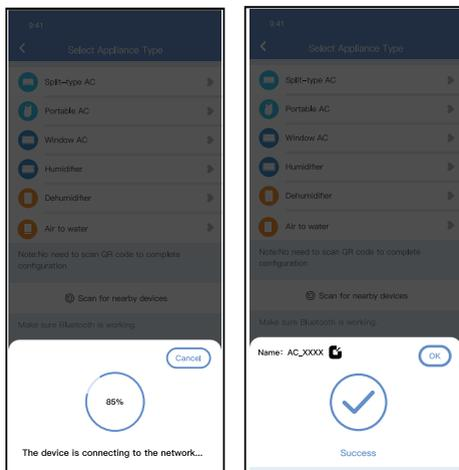 9:41
Select Appliance Type
Split-type AC
Portable AC
Window AC
Humidifier
Dehumidifier
Air to water
Note:No need to scan QR code to complete
configuration
Scan for nearby devices
Make sure Bluetooth is working.
Cancel
85%
The device is connecting to the network...
9:41
Select Appliance Type
Split-type AC
Portable AC
Window AC
Humidifier
Dehumidifier
Air to water
Note:No need to scan QR code to complete
configuration
Scan for nearby devices
Make sure Bluetooth is working.
Name: AC_XXXX
OK
Success